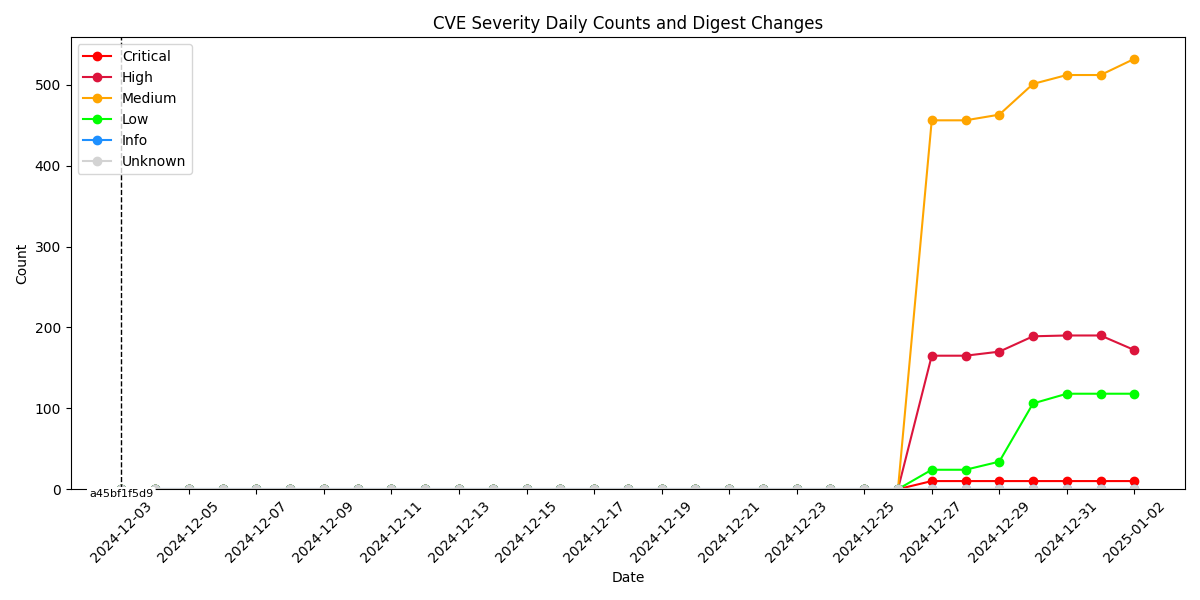 CVE Severity Daily Counts and Digest Changes
Critical
High
Medium
Low
Info
Unknown
Count
500
400
300
200
100
0
a45bf1f5d9
2024-12-03
2024-12-05
2024-12-07
2024-12-09
2024-12-11
2024-12-13
2024-12-15
2024-12-17
2024-12-19
2024-12-21
2024-12-23
2024-12-25
2024-12-27
2024-12-29
2024-12-31
2025-01-02
Date